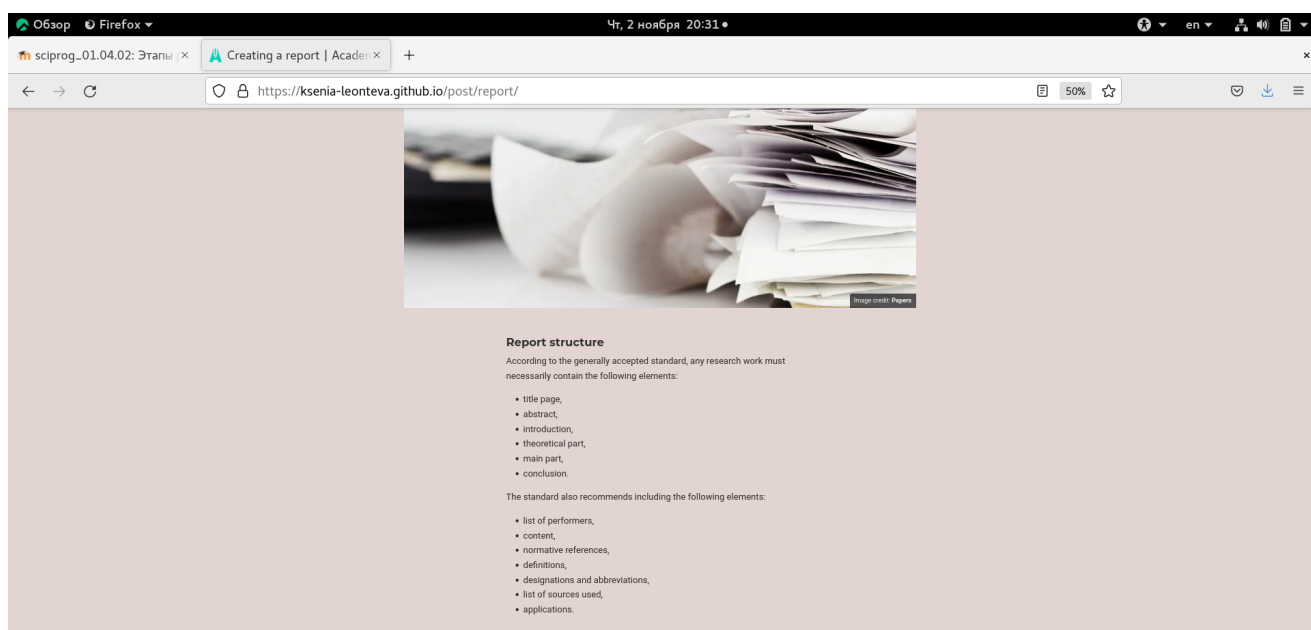 Обзор Firefox Чт, 2 ноября 20:31 en
sciprog_01.04.02: Этапы Creating a report | Academ
https://ksenia-leonteva.github.io/post/report/ 50%
Image credit: Papers
Report structure
According to the generally accepted standard, any research work must
necessarily contain the following elements:
• title page,
• abstract,
• introduction,
• theoretical part,
• main part,
• conclusion.
The standard also recommends including the following elements:
• list of performers,
• content,
• normative references,
• definitions,
• designations and abbreviations,
• list of sources used,
• applications.